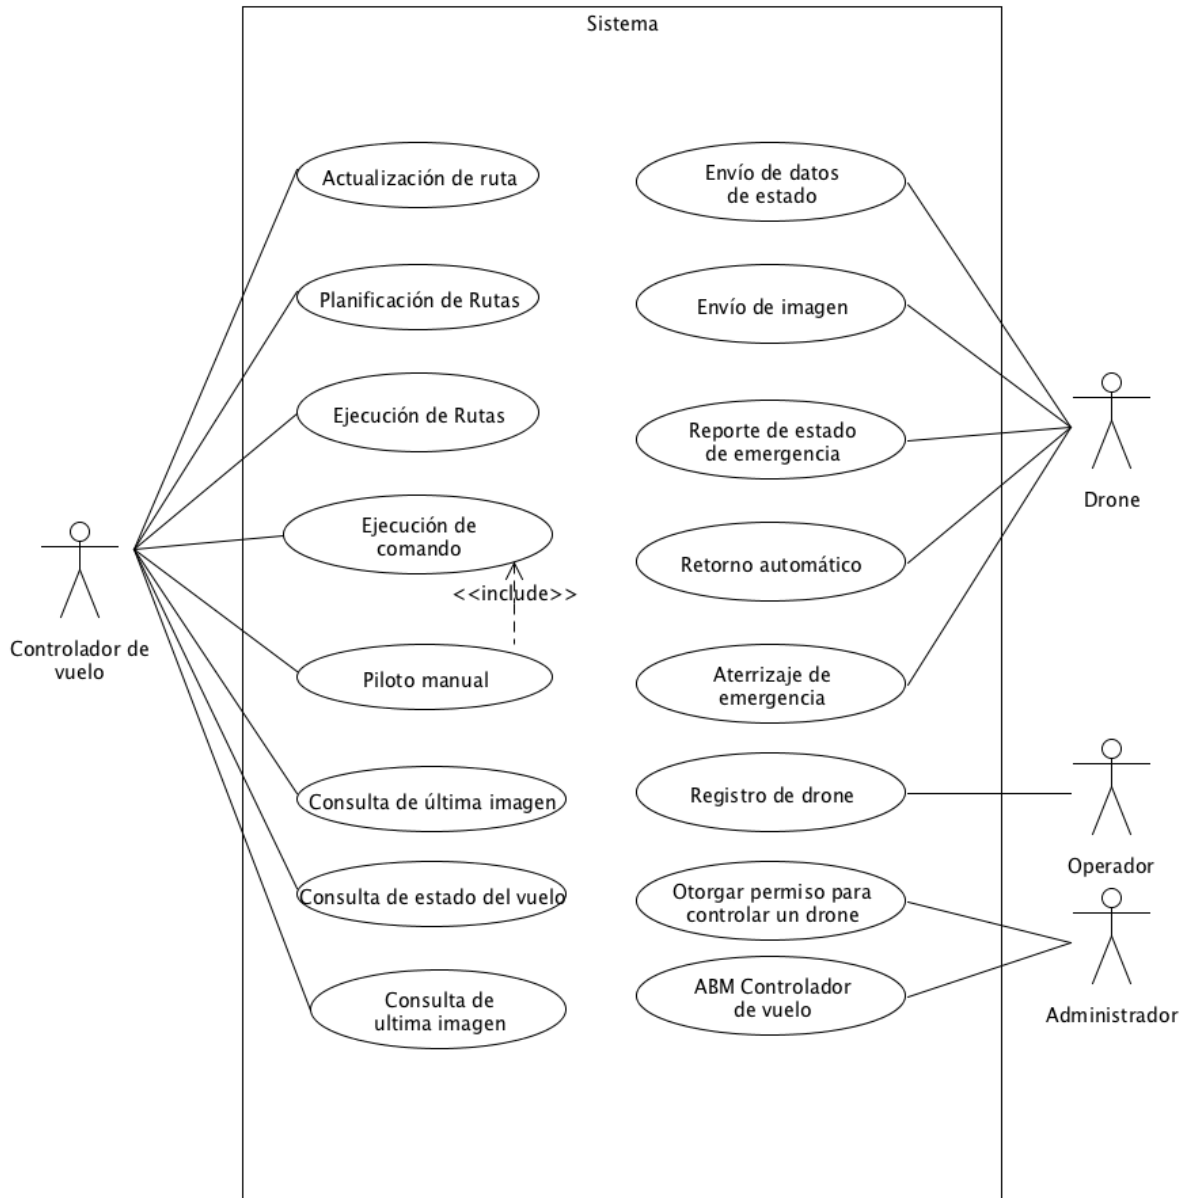 Sistema
Actualización de ruta
Planificación de Rutas
Ejecución de Rutas
Ejecución de
comando
<<include>>
Piloto manual
Consulta de última imagen
Consulta de estado del vuelo
Consulta de
ultima imagen
Controlador de
vuelo
Envío de datos
de estado
Envío de imagen
Reporte de estado
de emergencia
Retorno automático
Aterrizaje de
emergencia
Registro de drone
Otorgar permiso para
controlar un drone
ABM Controlador
de vuelo
Drone
Operador
Administrador